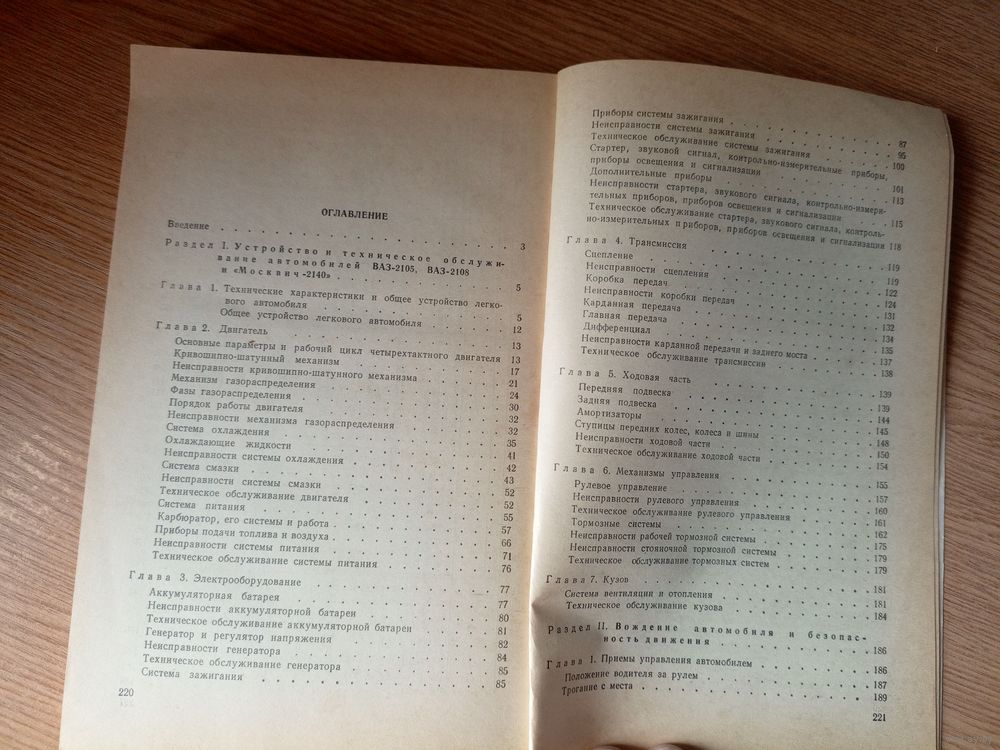 ОГЛАВЛЕНИЕ
Введение . . . 3
Раздел I. Устройство и техническое обслужи-
вание автомобилей ВАЗ-2105, ВАЗ-2108
и «Москвич-2140» . . . 5
Глава 1. Технические характеристики и общее устройство легко-
вого автомобиля . . . 5
Общее устройство легкового автомобиля . . . 12
Глава 2. Двигатель . . . 13
Основные параметры и рабочий цикл четырехтактного двигателя 13
Кривошипно-шатунный механизм . . . 17
Неисправности кривошипно-шатунного механизма . . . 21
Механизм газораспределения . . . 24
Фазы газораспределения . . . 30
Порядок работы двигателя . . . 32
Неисправности механизма газораспределения . . . 32
Система охлаждения . . . 35
Охлаждающие жидкости . . . 41
Неисправности системы охлаждения . . . 42
Система смазки . . . 43
Неисправности системы смазки . . . 52
Техническое обслуживание двигателя . . . 52
Система питания . . . 55
Карбюратор, его системы и работа . . . 57
Приборы подачи топлива и воздуха . . . 66
Неисправности системы питания . . . 71
Техническое обслуживание системы питания . . . 76
Глава 3. Электрооборудование . . . 77
Аккумуляторная батарея . . . 77
Неисправности аккумуляторной батареи . . . 80
Техническое обслуживание аккумуляторной батареи . . . 81
Генератор и регулятор напряжения . . . 82
Неисправности генератора . . . 84
Техническое обслуживание генератора . . . 85
Система зажигания . . . 85
220
Приборы системы зажигания . . . 87
Неисправности системы зажигания . . . 95
Техническое обслуживание системы зажигания . . . 100
Стартер, звуковой сигнал, контрольно-измерительные приборы,
приборы освещения и сигнализации . . . 101
Дополнительные приборы . . . 113
Неисправности стартера, звукового сигнала, контрольно-измери-
тельных приборов, приборов освещения и сигнализации . . . 115
Техническое обслуживание стартера, звукового сигнала, контроль-
но-измерительных приборов, приборов освещения и сигнализации 118
Глава 4. Трансмиссия . . . 119
Сцепление . . . 119
Неисправности сцепления . . . 122
Коробка передач . . . 124
Неисправности коробки передач . . . 131
Карданная передача . . . 132
Главная передача . . . 134
Дифференциал . . . 135
Неисправности карданной передачи и заднего моста . . . 137
Техническое обслуживание трансмиссии . . . 138
Глава 5. Ходовая часть . . . 139
Передняя подвеска . . . 139
Задняя подвеска . . . 144
Амортизаторы . . . 145
Ступицы передних колес, колеса и шины . . . 148
Неисправности ходовой части . . . 150
Техническое обслуживание ходовой части . . . 154
Глава 6. Механизмы управления . . . 155
Рулевое управление . . . 157
Неисправности рулевого управления . . . 160
Техническое обслуживание рулевого управления . . . 161
Тормозные системы . . . 162
Неисправности рабочей тормозной системы . . . 175
Неисправности стояночной тормозной системы . . . 179
Техническое обслуживание тормозных систем . . . 179
Глава 7. Кузов . . . 181
Система вентиляции и отопления . . . 181
Техническое обслуживание кузова . . . 184
Раздел II. Вождение автомобиля и безопас-
ность движения . . . 186
Глава 1. Приемы управления автомобилем . . . 186
Положение водителя за рулем . . . 187
Трогание с места . . . 189
221